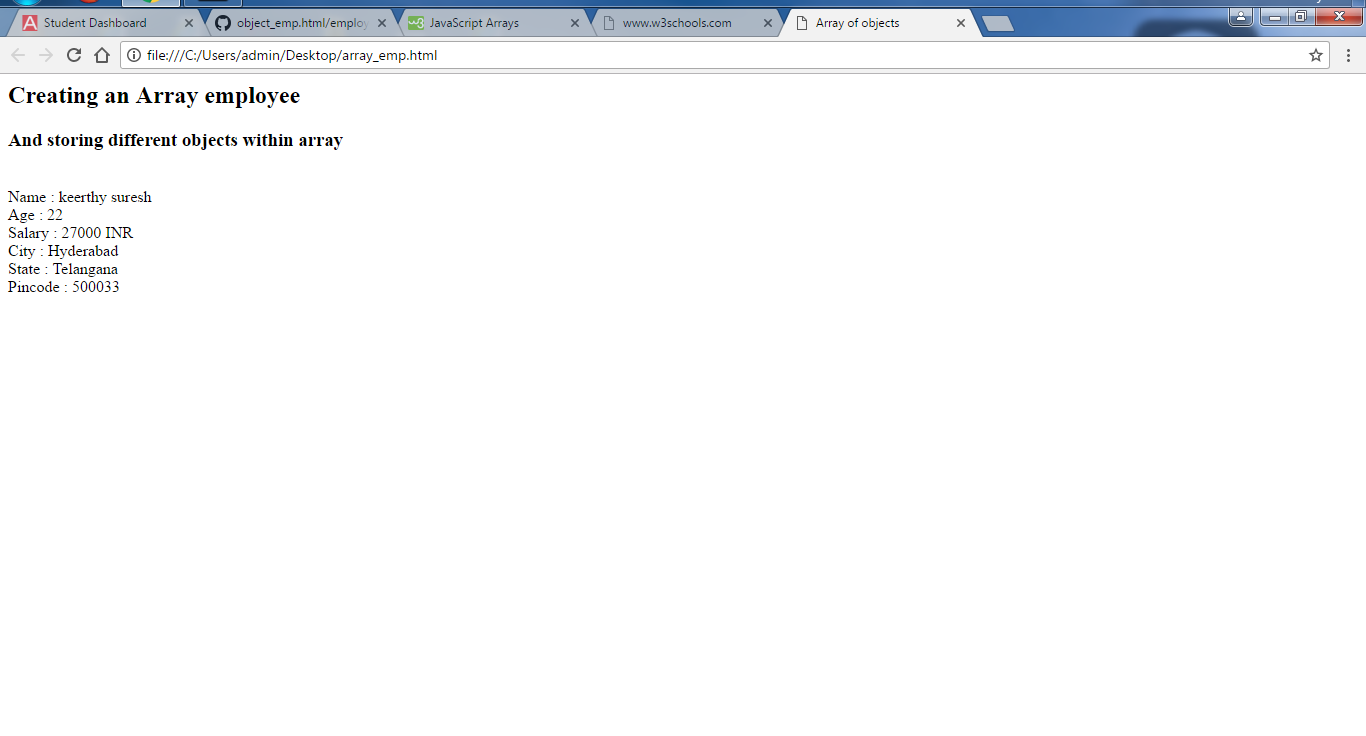 Student Dashboard
object_emp.html/employ
JavaScript Arrays
www.w3schools.com
Array of objects
file:///C:/Users/admin/Desktop/array_emp.html
Creating an Array employee
And storing different objects within array
Name : keerthy suresh
Age : 22
Salary : 27000 INR
City : Hyderabad
State : Telangana
Pincode : 500033